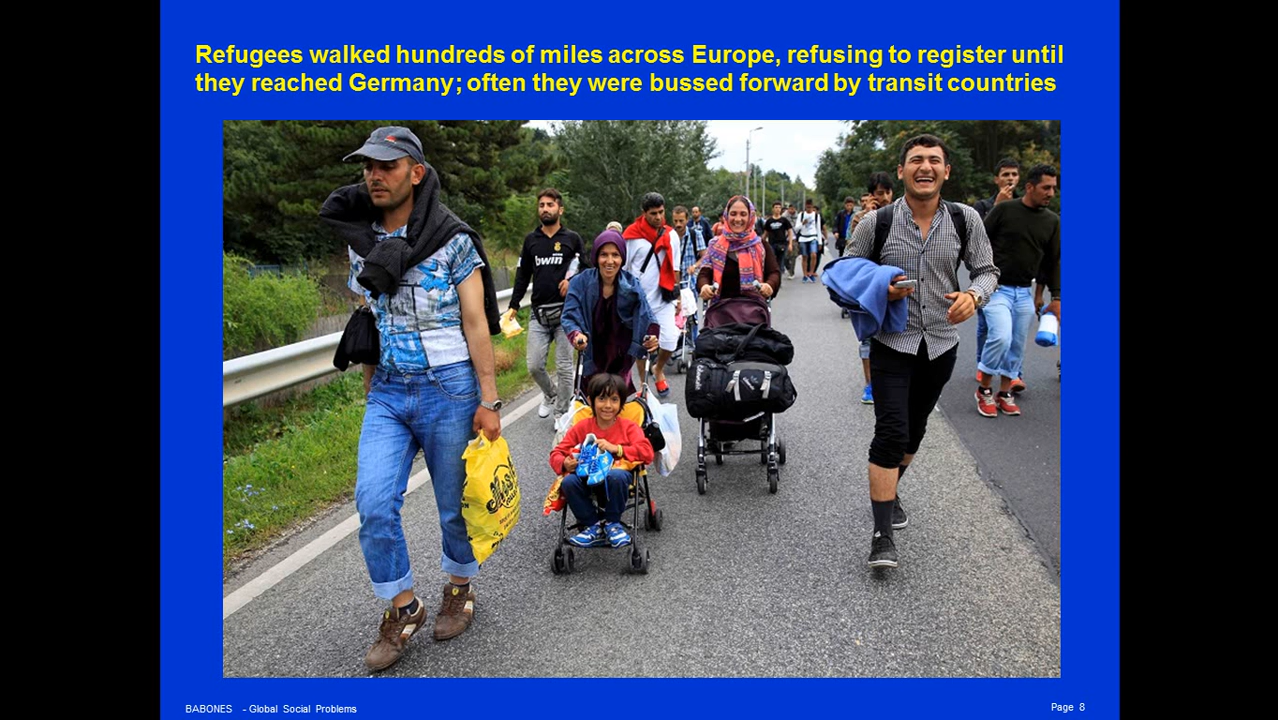 Refugees walked hundreds of miles across Europe, refusing to register until
they reached Germany; often they were bussed forward by transit countries
bwin
BABONES - Global Social Problems
Page 8